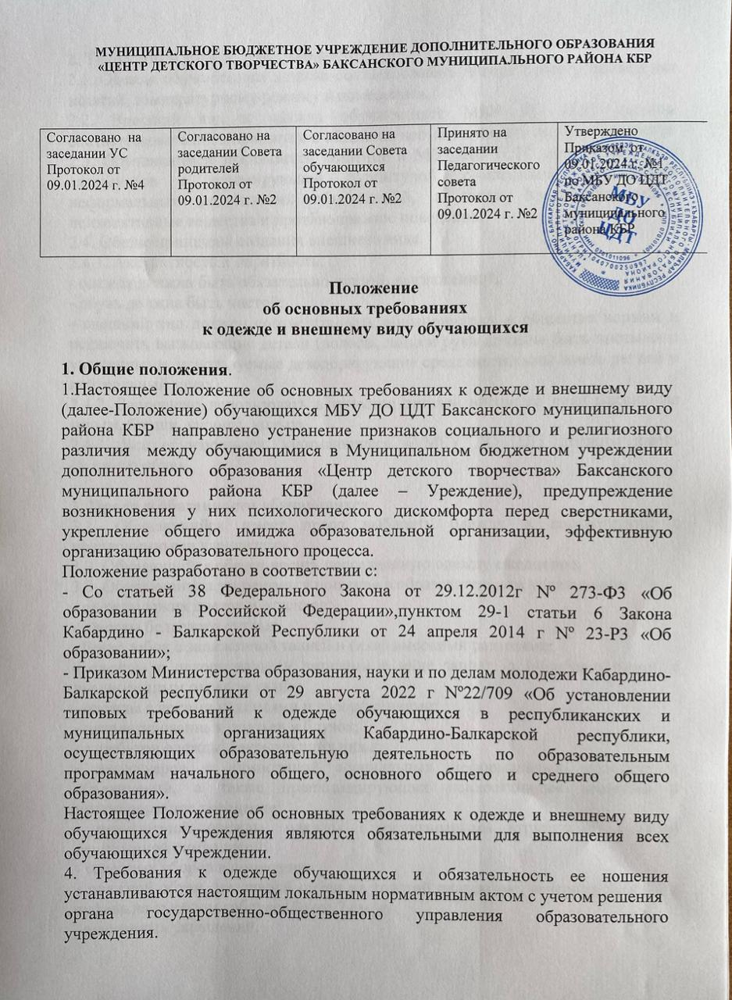 МУНИЦИПАЛЬНОЕ БЮДЖЕТНОЕ УЧРЕЖДЕНИЕ ДОПОЛНИТЕЛЬНОГО ОБРАЗОВАНИЯ
«ЦЕНТР ДЕТСКОГО ТВОРЧЕСТВА» БАКСАНСКОГО МУНИЦИПАЛЬНОГО РАЙОНА КБР
Согласовано на
заседании УС
Протокол от
09.01.2024 г. №4
Согласовано на
заседании Совета
родителей
Протокол от
09.01.2024 г. №2
Согласовано на
заседании Совета
обучающихся
Протокол от
09.01.2024 г. №2
Принято на
заседании
Педагогического
совета
Протокол от
09.01.2024 г. №2
Утверждено
Приказом от
09.01.2024 г. №1
по МБУ ДО ЦДТ
Баксанского
муниципального
района КБР
МБУ
ДО
ЦДТ
Положение
об основных требованиях
к одежде и внешнему виду обучающихся
1. Общие положения.
1.Настоящее Положение об основных требованиях к одежде и внешнему виду
(далее-Положение) обучающихся МБУ ДО ЦДТ Баксанского муниципального
района КБР направлено устранение признаков социального и религиозного
различия между обучающимися в Муниципальном бюджетном учреждении
дополнительного образования «Центр детского творчества» Баксанского
муниципального района КБР (далее – Уреждение), предупреждение
возникновения у них психологического дискомфорта перед сверстниками,
укрепление общего имиджа образовательной организации, эффективную
организацию образовательного процесса.
Положение разработано в соответствии с:
- Со статьей 38 Федерального Закона от 29.12.2012г № 273-ФЗ «Об
образовании в Российской Федерации»,пунктом 29-1 статьи 6 Закона
Кабардино - Балкарской Республики от 24 апреля 2014 г № 23-РЗ «Об
образовании»;
- Приказом Министерства образования, науки и по делам молодежи Кабардино-
Балкарской республики от 29 августа 2022 г №22/709 «Об установлении
типовых требований к одежде обучающихся в республиканских и
муниципальных организациях Кабардино-Балкарской республики,
осуществляющих образовательную деятельность по образовательным
программам начального общего, основного общего и среднего общего
образования».
Настоящее Положение об основных требованиях к одежде и внешнему виду
обучающихся Учреждения являются обязательными для выполнения всех
обучающихся Учреждении.
4. Требования к одежде обучающихся и обязательность ее ношения
устанавливаются настоящим локальным нормативным актом с учетом решения
органа государственно-общественного управления образовательного
учреждения.